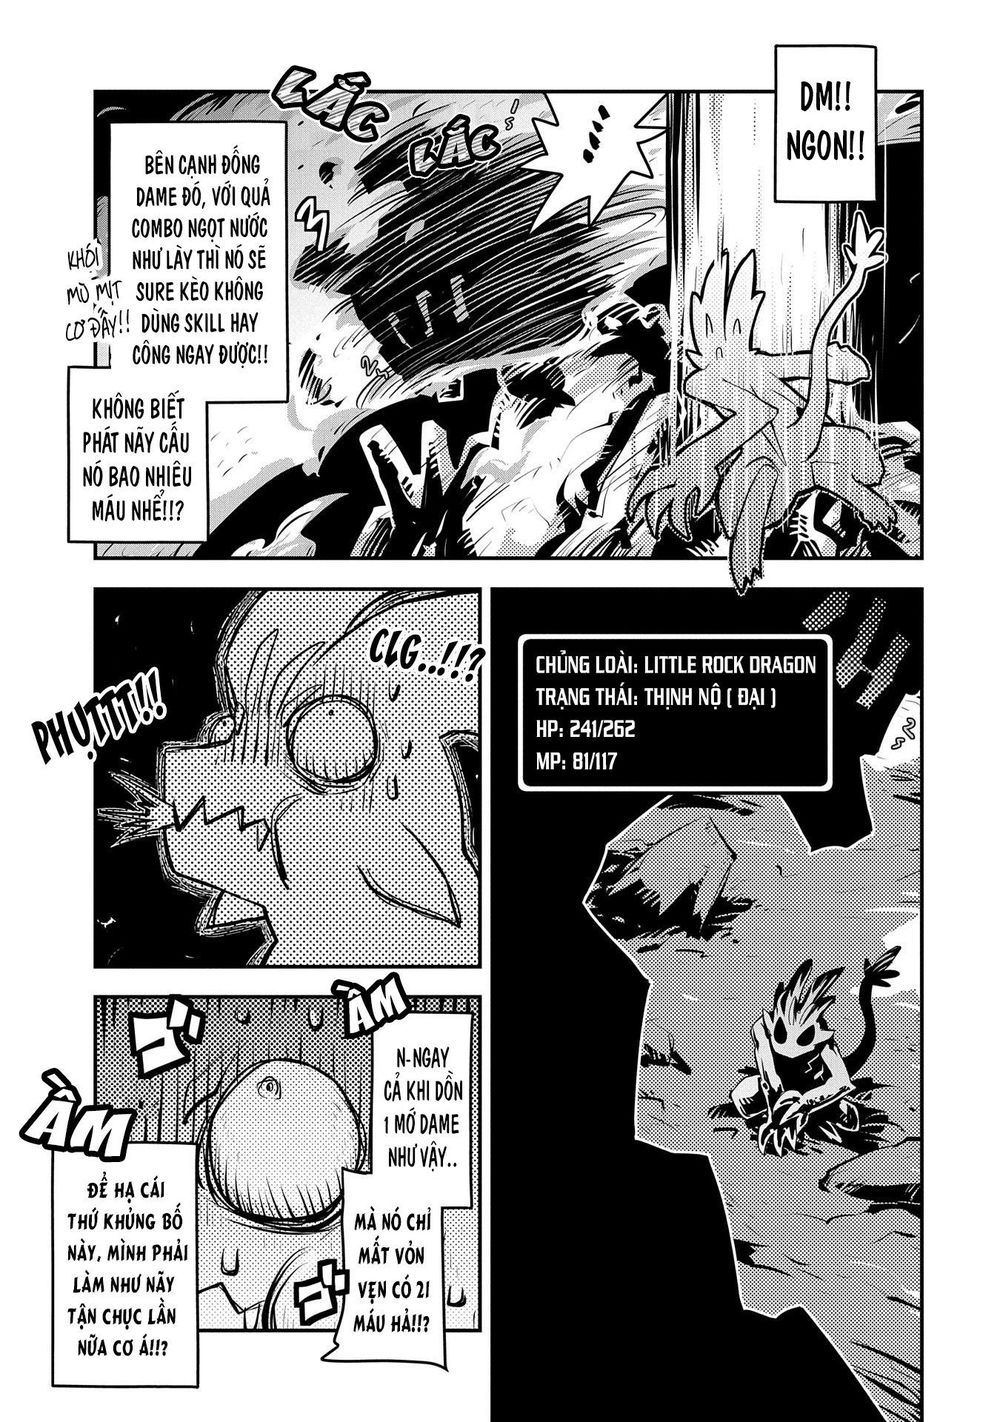 DM!!
NGON!!
LẮC
LẮC
BÊN CẠNH ĐỐNG
DAME ĐÓ, VỚI QUẢ
COMBO NGỌT NƯỚC
NHƯ LÀY THÌ NÓ SẼ
SURE KÈO KHÔNG
DÙNG SKILL HAY
CÔNG NGAY ĐƯỢC!!
KHÓI
MÙ MỊT
CƠ ĐẤY!!
KHÔNG BIẾT
PHÁT NÃY CẤU
NÓ BAO NHIÊU
MÁU NHỂ!!?
CHỦNG LOÀI: LITTLE ROCK DRAGON
TRẠNG THÁI: THỊNH NỘ ( ĐẠI )
HP: 241/262
MP: 81/117
CLG..!!?
PHỤTTT!!
ẦM
ゴ
N-NGAY
CẢ KHI DỒN
1 MỚ DAME
NHƯ VẬY..
MÀ NÓ CHỈ
MẤT VỎN
VẸN CÓ 21
MÁU HẢ!!?
ゴ
ẦM
ĐỂ HẠ CÁI
THỨ KHỦNG BỐ
NÀY, MÌNH PHẢI
LÀM NHƯ NÃY
TẬN CHỤC LẦN
NỮA CƠ Á!!?